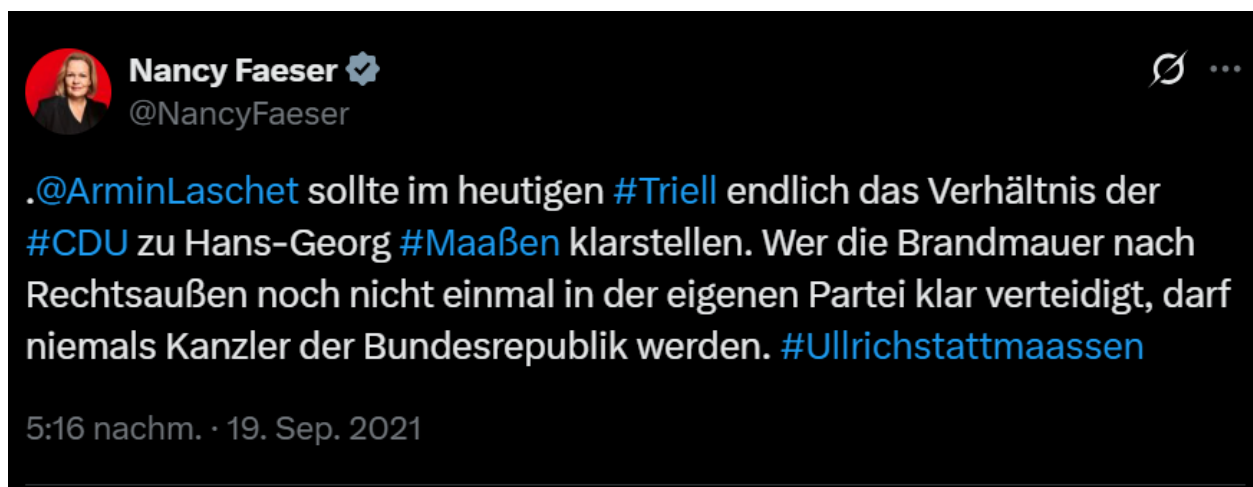 Nancy Faeser
@NancyFaeser
.@ArminLaschet sollte im heutigen #Triell endlich das Verhältnis der
#CDU zu Hans-Georg #Maaßen klarstellen. Wer die Brandmauer nach
Rechtsaußen noch nicht einmal in der eigenen Partei klar verteidigt, darf
niemals Kanzler der Bundesrepublik werden. #Ullrichstattmaassen
5:16 nachm. · 19. Sep. 2021